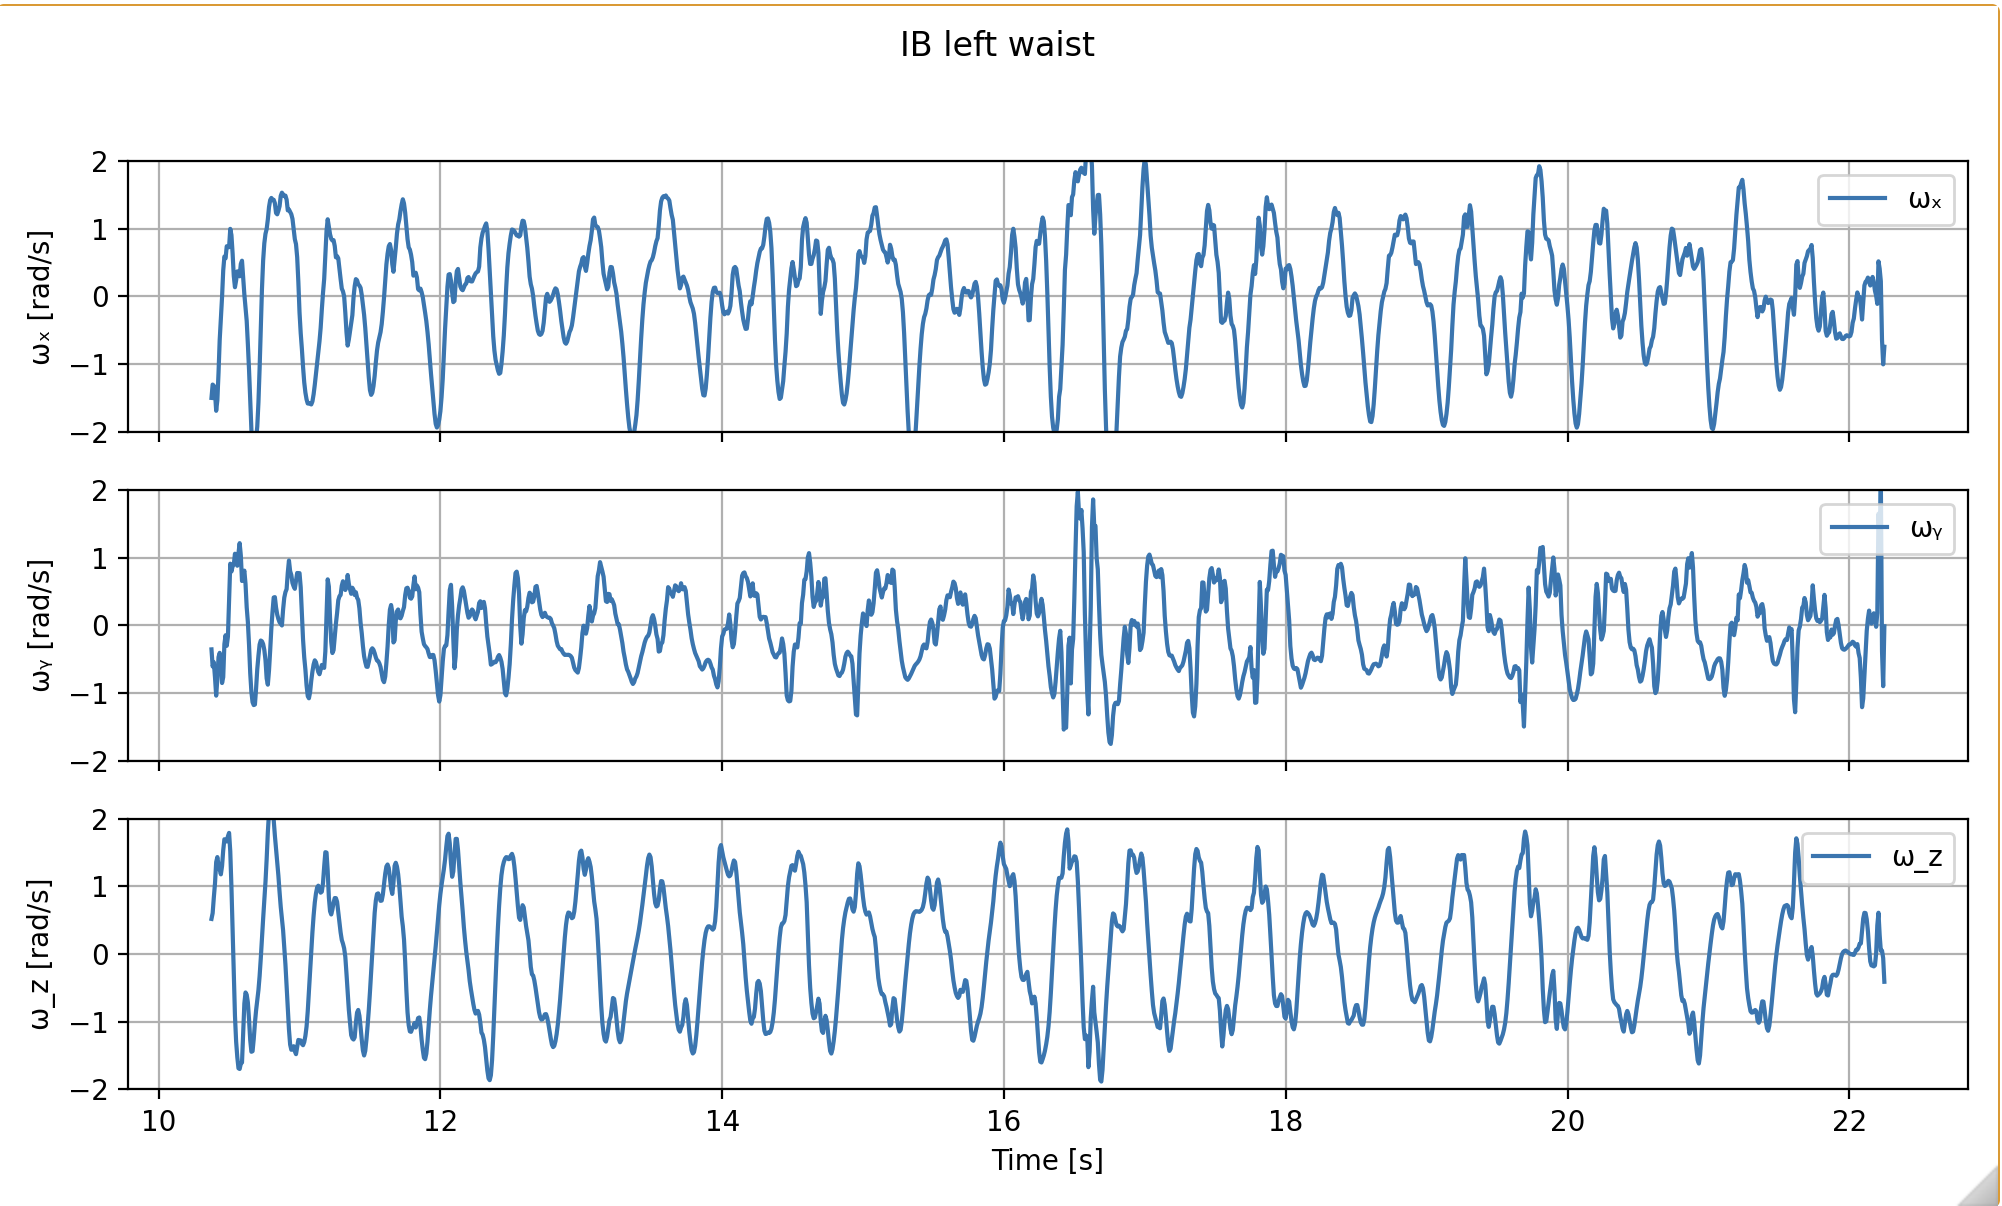 IB left waist
2
1
0
−1
−2
ωₓ [rad/s]
ωₓ
2
1
0
−1
−2
ωᵧ [rad/s]
ωᵧ
2
1
0
−1
−2
ω_z [rad/s]
ω_z
10 12 14 16 18 20 22
Time [s]